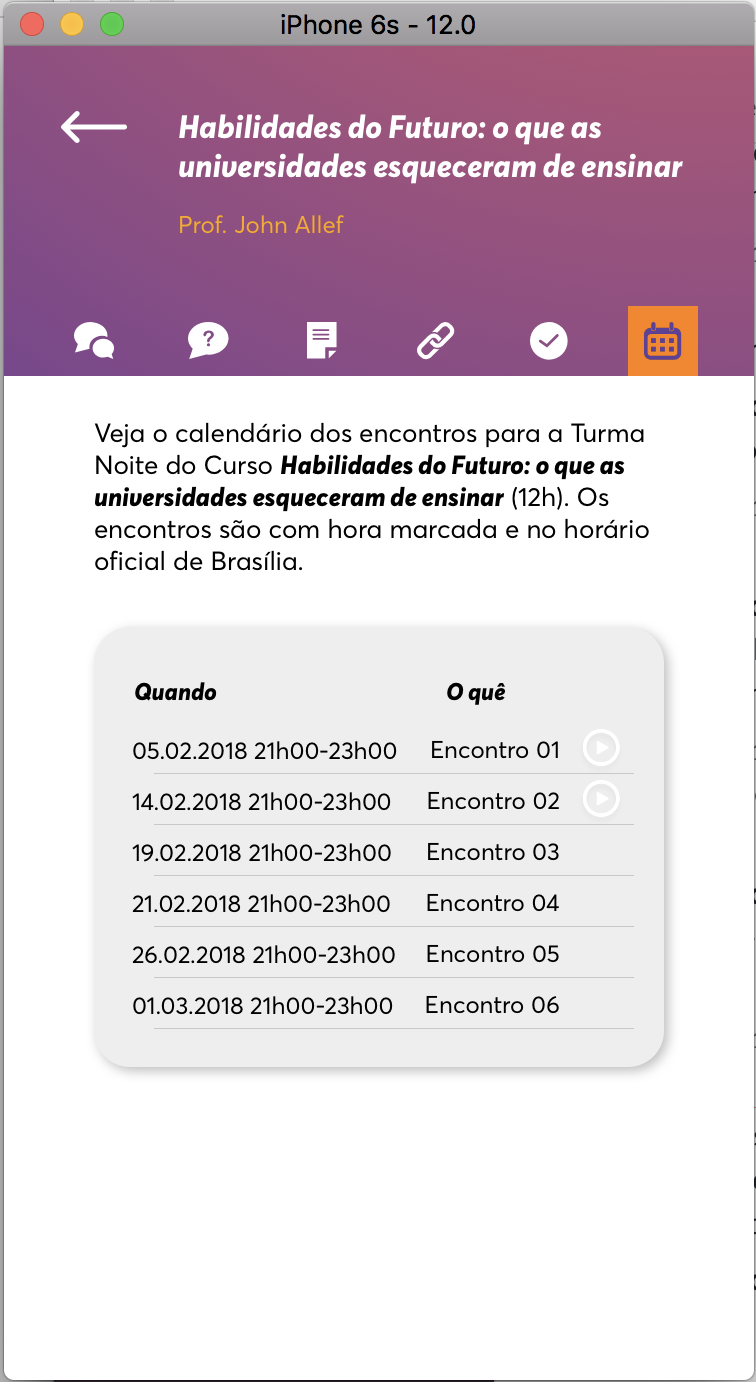 iPhone 6s - 12.0
Habilidades do Futuro: o que as
universidades esqueceram de ensinar
Prof. John Allef
?
Veja o calendário dos encontros para a Turma
Noite do Curso Habilidades do Futuro: o que as
universidades esqueceram de ensinar (12h). Os
encontros são com hora marcada e no horário
oficial de Brasília.
Quando O quê
05.02.2018 21h00-23h00 Encontro 01
14.02.2018 21h00-23h00 Encontro 02
19.02.2018 21h00-23h00 Encontro 03
21.02.2018 21h00-23h00 Encontro 04
26.02.2018 21h00-23h00 Encontro 05
01.03.2018 21h00-23h00 Encontro 06